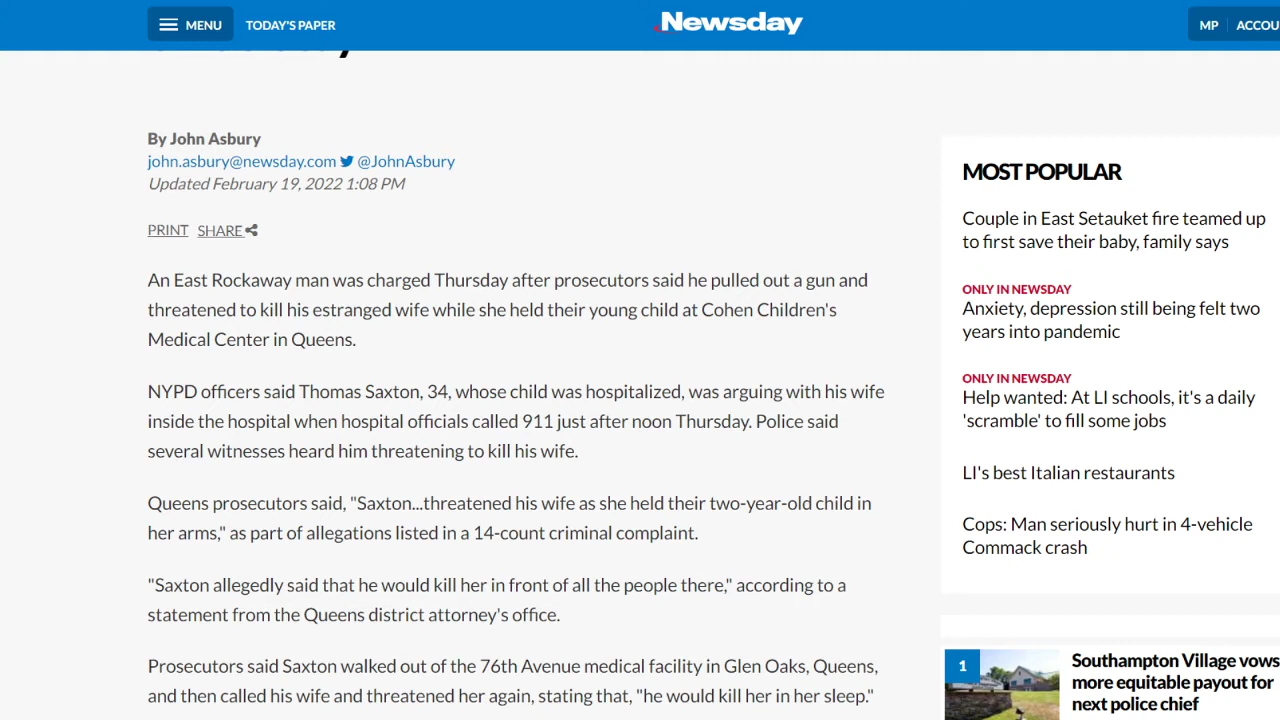 MENU
TODAY'S PAPER
Newsday
MP
ACCOU
By John Asbury
john.asbury@newsday.com @JohnAsbury
Updated February 19, 2022 1:08 PM
PRINT SHARE
An East Rockaway man was charged Thursday after prosecutors said he pulled out a gun and
threatened to kill his estranged wife while she held their young child at Cohen Children's
Medical Center in Queens.
NYPD officers said Thomas Saxton, 34, whose child was hospitalized, was arguing with his wife
inside the hospital when hospital officials called 911 just after noon Thursday. Police said
several witnesses heard him threatening to kill his wife.
Queens prosecutors said, "Saxton...threatened his wife as she held their two-year-old child in
her arms," as part of allegations listed in a 14-count criminal complaint.
"Saxton allegedly said that he would kill her in front of all the people there," according to a
statement from the Queens district attorney's office.
Prosecutors said Saxton walked out of the 76th Avenue medical facility in Glen Oaks, Queens,
and then called his wife and threatened her again, stating that, "he would kill her in her sleep."
MOST POPULAR
Couple in East Setauket fire teamed up
to first save their baby, family says
ONLY IN NEWSDAY
Anxiety, depression still being felt two
years into pandemic
ONLY IN NEWSDAY
Help wanted: At LI schools, it's a daily
'scramble' to fill some jobs
LI's best Italian restaurants
Cops: Man seriously hurt in 4-vehicle
Commack crash
1
Southampton Village vows
more equitable payout for
next police chief